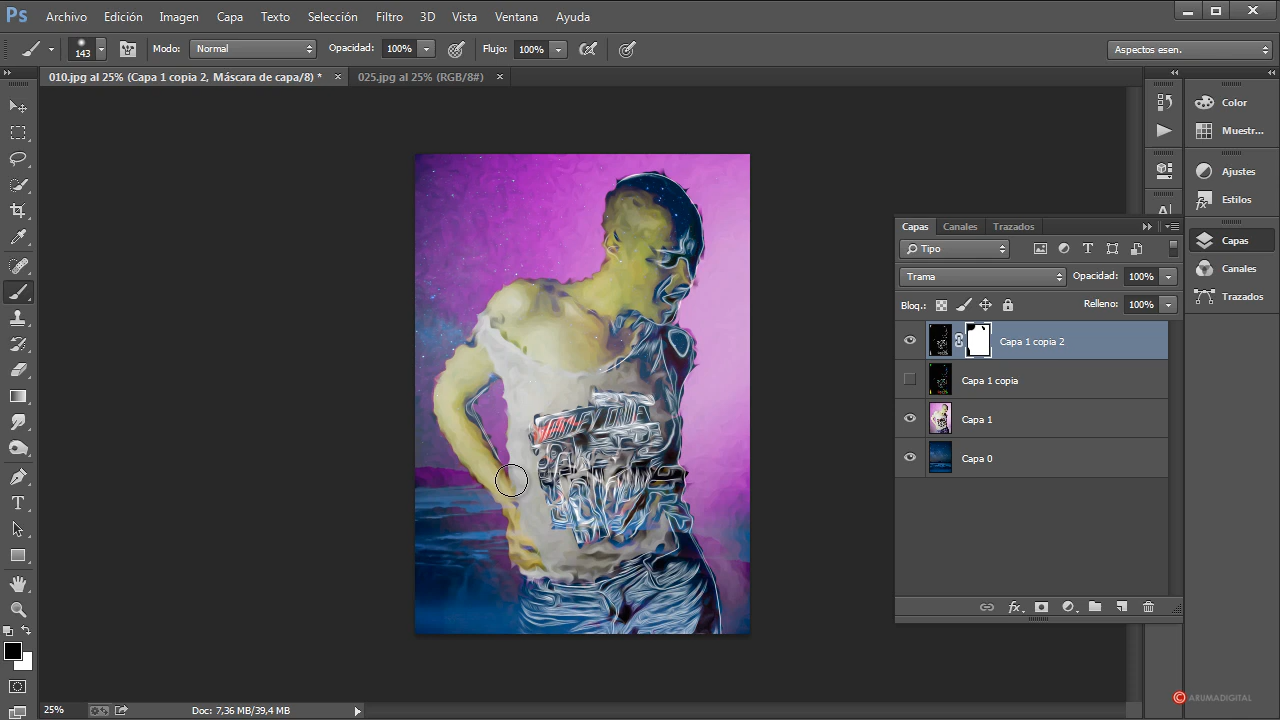 Ps Archivo Edición Imagen Capa Texto Selección Filtro 3D Vista Ventana Ayuda
143 Modo: Normal Opacidad: 100% Flujo: 100% Aspectos esen.
010.jpg al 25% (Capa 1 copia 2, Máscara de capa/8) * × 025.jpg al 25% (RGB/8#) ×
Color
Muestr...
Ajustes
Estilos
Capas
Canales
Trazados
Capas Canales Trazados
Tipo
Trama Opacidad: 100%
Bloq.: Relleno: 100%
Capa 1 copia 2
Capa 1 copia
Capa 1
Capa 0
fx
25% Doc: 7,36 MB/39,4 MB
© ARUMADIGITAL